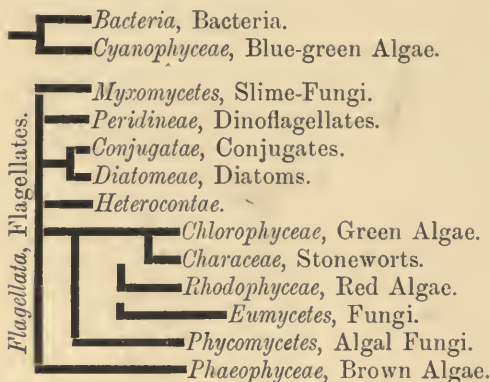 Bacteria, Bacteria.
Cyanophyceae, Blue-green Algae.
Myxomycetes, Slime-Fungi.
Peridineae, Dinoflagellates.
Conjugatae, Conjugates.
Diatomeae, Diatoms.
Heterocontae.
Chlorophyceae, Green Algae.
Characeae, Stoneworts.
Rhodophyceae, Red Algae.
Eumycetes, Fungi.
Phycomycetes, Algal Fungi.
Phaeophyceae, Brown Algae.
Flagellata, Flagellates.